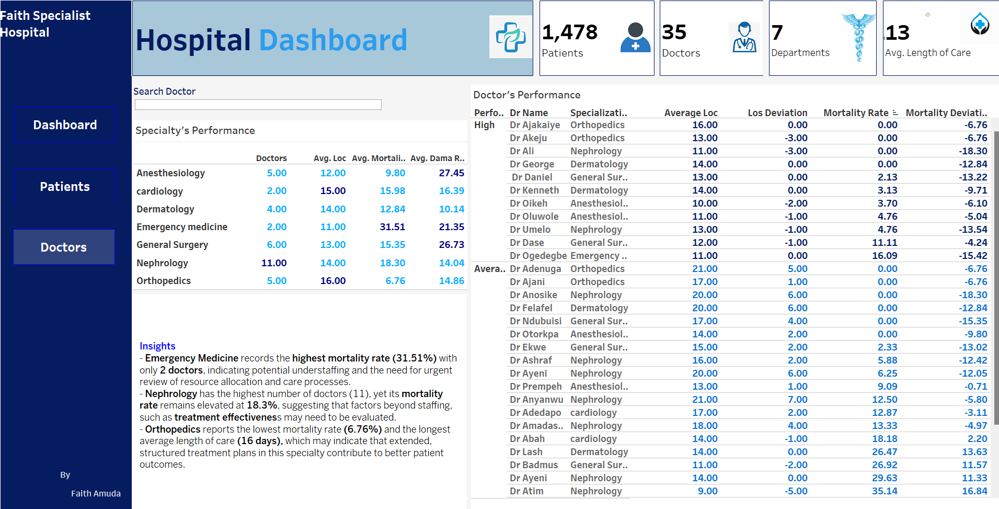 Faith Specialist
Hospital
Dashboard
Patients
Doctors
By
Faith Amuda
Hospital Dashboard
1,478
Patients
35
Doctors
7
Departments
13
Avg. Length of Care
Search Doctor
Specialty's Performance
Doctors Avg. Loc Avg. Mortali.. Avg. Dama R..
Anesthesiology 5.00 12.00 9.80 27.45
cardiology 2.00 15.00 15.98 16.39
Dermatology 4.00 14.00 12.84 10.14
Emergency medicine 2.00 11.00 31.51 21.35
General Surgery 6.00 13.00 15.35 26.73
Nephrology 11.00 14.00 18.30 14.04
Orthopedics 5.00 16.00 6.76 14.86
Insights
- Emergency Medicine records the highest mortality rate (31.51%) with
only 2 doctors, indicating potential understaffing and the need for urgent
review of resource allocation and care processes.
- Nephrology has the highest number of doctors (11), yet its mortality
rate remains elevated at 18.3%, suggesting that factors beyond staffing,
such as treatment effectiveness may need to be evaluated.
- Orthopedics reports the lowest mortality rate (6.76%) and the longest
average length of care (16 days), which may indicate that extended,
structured treatment plans in this specialty contribute to better patient
outcomes.
Doctor's Performance
Perfo.. Dr Name Specializati.. Average Loc Los Deviation Mortality Rate Mortality Deviati..
High Dr Ajakaiye Orthopedics 16.00 0.00 0.00 -6.76
Dr Akeju Orthopedics 13.00 -3.00 0.00 -6.76
Dr Ali Nephrology 11.00 -3.00 0.00 -18.30
Dr George Dermatology 14.00 0.00 0.00 -12.84
Dr Daniel General Sur.. 13.00 0.00 2.13 -13.22
Dr Kenneth Dermatology 14.00 0.00 3.13 -9.71
Dr Oikeh Anesthesiol.. 10.00 -2.00 3.70 -6.10
Dr Oluwole Anesthesiol.. 11.00 -1.00 4.76 -5.04
Dr Umelo Nephrology 13.00 -1.00 4.76 -13.54
Dr Dase General Sur.. 12.00 -1.00 11.11 -4.24
Dr Ogedegbe Emergency .. 11.00 0.00 16.09 -15.42
Avera.. Dr Adenuga Orthopedics 21.00 5.00 0.00 -6.76
Dr Ajani Orthopedics 17.00 1.00 0.00 -6.76
Dr Anosike Nephrology 20.00 6.00 0.00 -18.30
Dr Felafel Dermatology 20.00 6.00 0.00 -12.84
Dr Ndubuisi General Sur.. 17.00 4.00 0.00 -15.35
Dr Otorkpa Anesthesiol.. 14.00 2.00 0.00 -9.80
Dr Ekwe General Sur.. 15.00 2.00 2.33 -13.02
Dr Ashraf Nephrology 16.00 2.00 5.88 -12.42
Dr Ayeni Nephrology 20.00 6.00 6.25 -12.05
Dr Prempeh Anesthesiol.. 13.00 1.00 9.09 -0.71
Dr Anyanwu Nephrology 21.00 7.00 12.50 -5.80
Dr Adedapo cardiology 17.00 2.00 12.87 -3.11
Dr Amadas.. Nephrology 18.00 4.00 13.33 -4.97
Dr Abah cardiology 14.00 -1.00 18.18 2.20
Dr Lash Dermatology 14.00 0.00 26.47 13.63
Dr Badmus General Sur.. 11.00 -2.00 26.92 11.57
Dr Ayeni Nephrology 14.00 0.00 29.63 11.33
Dr Atim Nephrology 9.00 -5.00 35.14 16.84